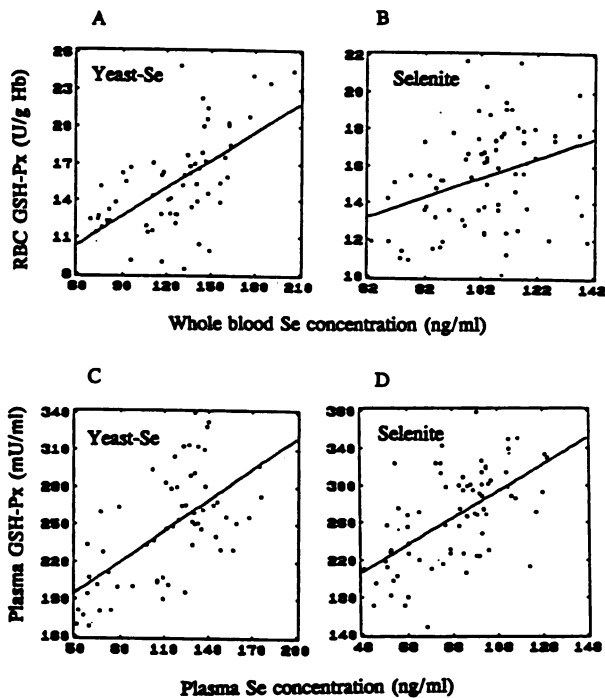 A B
Yeast-Se
Selenite
RBC GSH-Px (U/g Hb)
26
23
20
17
14
11
8
60 90 120 150 180 210
22
20
18
16
14
12
10
62 82 102 122 142
Whole blood Se concentration (ng/ml)
C D
Yeast-Se
Selenite
Plasma GSH-Px (mU/ml)
340
310
280
250
220
190
160
50 80 110 140 170 200
380
340
300
260
220
180
140
40 60 80 100 120 140
Plasma Se concentration (ng/ml)